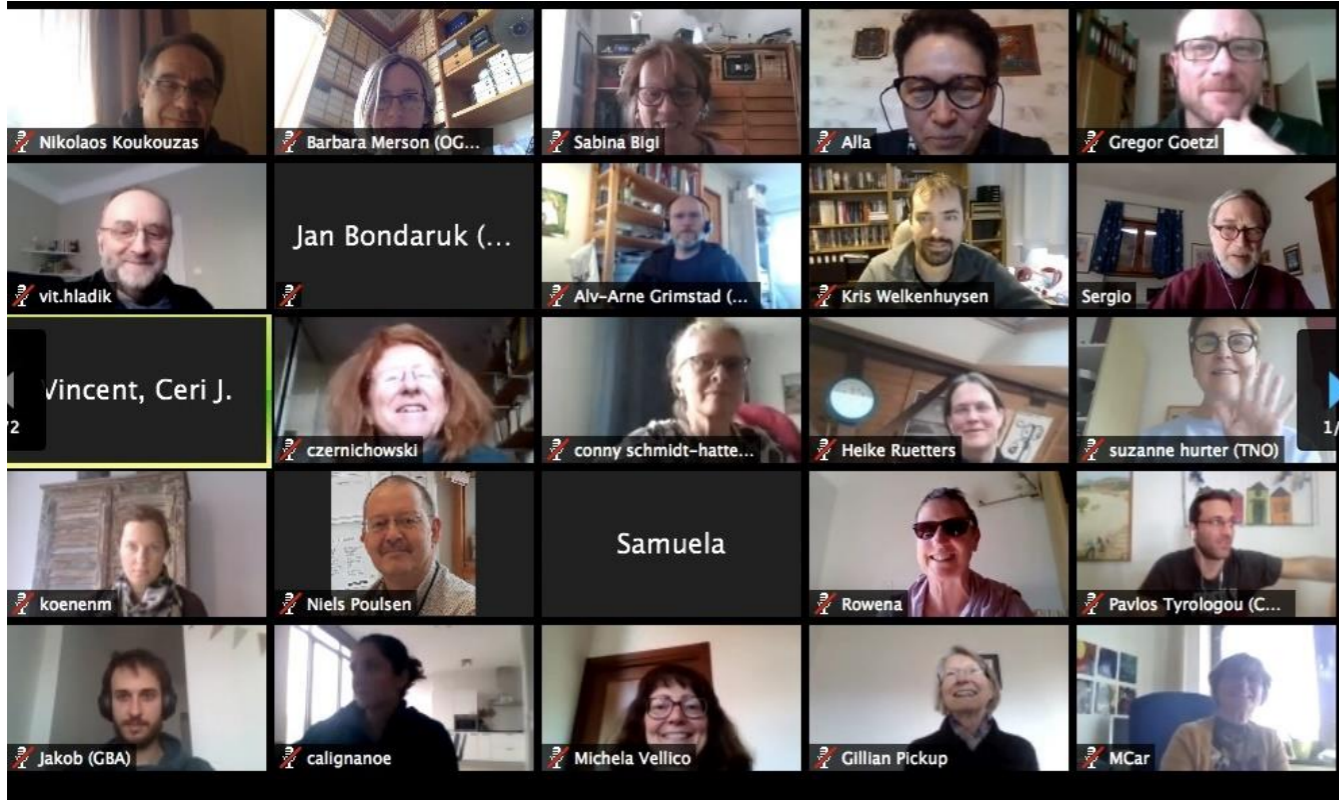 Nikolaos Koukouzas
Barbara Merson (OG...
Sabina Bigi
Alla
Gregor Goetzl
vit.hladik
Jan Bondaruk (...
Alv-Arne Grimstad (...
Kris Welkenhuysen
Sergio
Vincent, Ceri J.
/2
czernichowski
conny schmidt-hatte...
Heike Ruetters
suzanne hurter (TNO)
1/
koenenm
Niels Poulsen
Samuela
Rowena
Pavlos Tyrologou (C...
Jakob (GBA)
calignanoe
Michela Vellico
Gillian Pickup
MCar